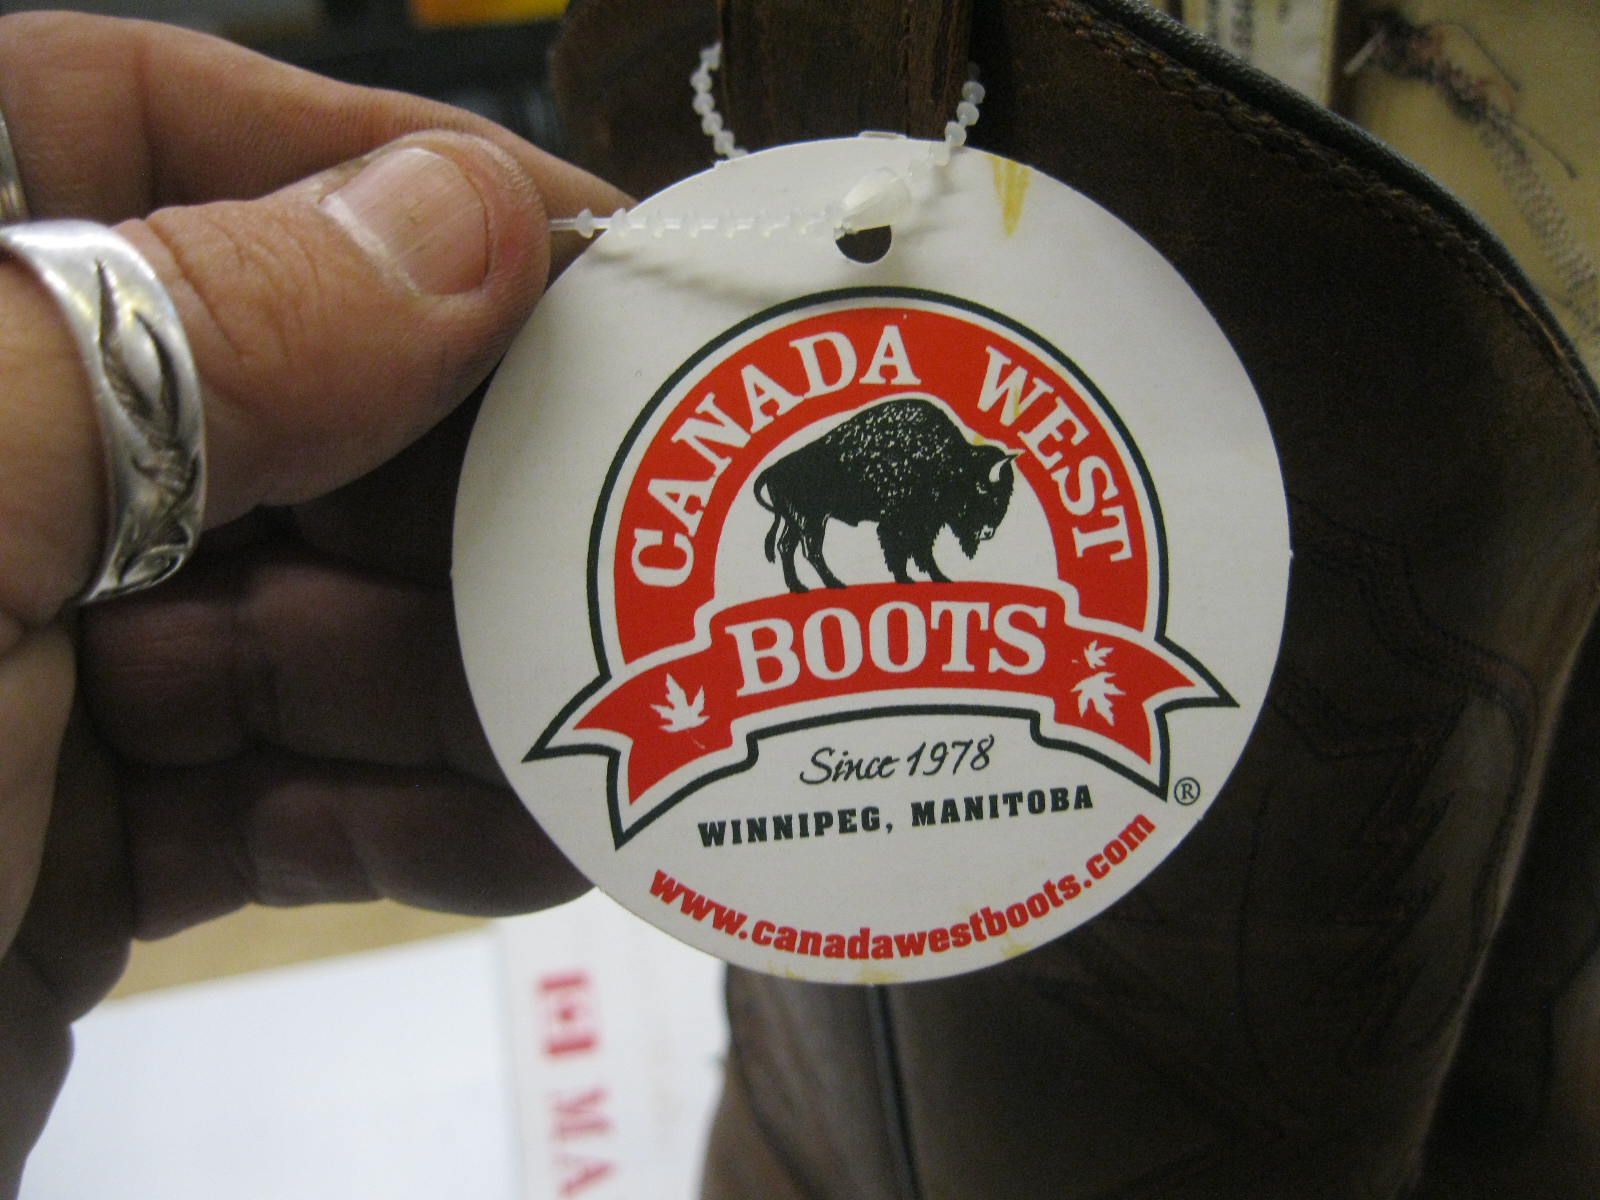 CANADA WEST
BOOTS
Since 1978
WINNIPEG, MANITOBA
®
www.canadawestboots.com